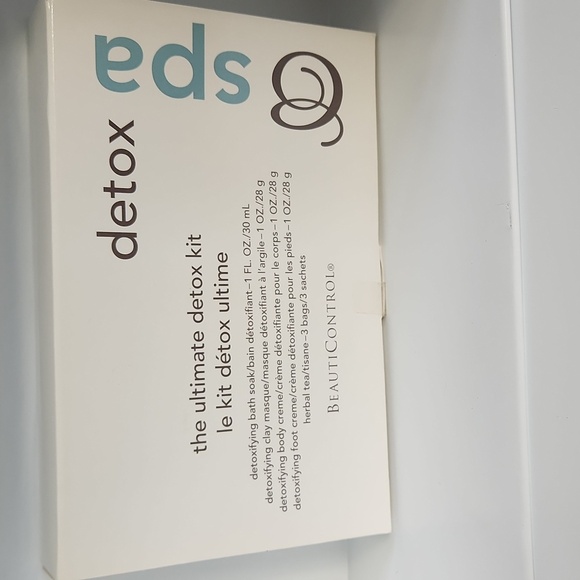 spa
detox
the ultimate detox kit
le kit détox ultime
detoxifying bath soak/bain détoxifiant–1 FL. OZ./30 mL
detoxifying clay masque/masque détoxifiant à l'argile–1 OZ./28 g
detoxifying body creme/crème détoxifiante pour le corps–1 OZ./28 g
detoxifying foot creme/crème détoxifiante pour les pieds–1 OZ./28 g
herbal tea/tisane–3 bags/3 sachets
BEAUTICONTROL®